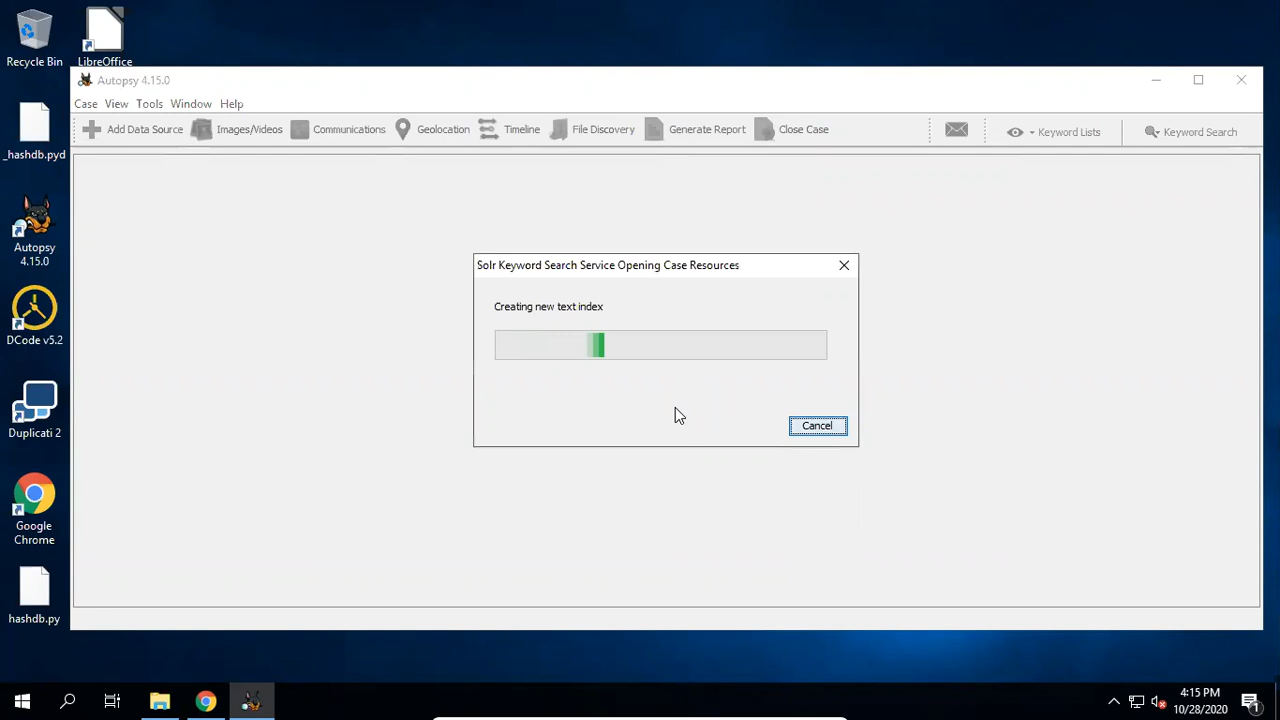 Recycle Bin
LibreOffice
_hashdb.pyd
Autopsy
4.15.0
DCode v5.2
Duplicati 2
Google
Chrome
hashdb.py
Autopsy 4.15.0
Case View Tools Window Help
Add Data Source Images/Videos Communications Geolocation Timeline File Discovery Generate Report Close Case Keyword Lists Keyword Search
Solr Keyword Search Service Opening Case Resources
Creating new text index
Cancel
4:15 PM
10/28/2020
1